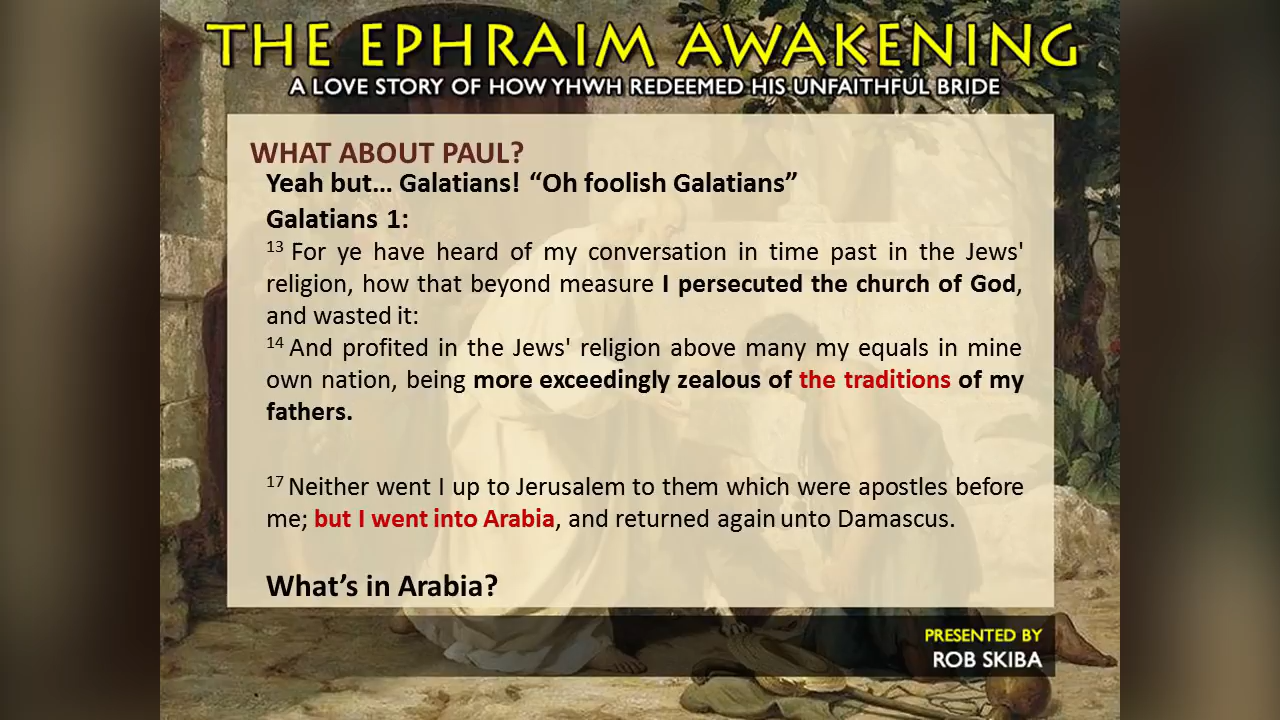 THE EPHRAIM AWAKENING
A LOVE STORY OF HOW YHWH REDEEMED HIS UNFAITHFUL BRIDE
WHAT ABOUT PAUL?
Yeah but... Galatians! “Oh foolish Galatians”
Galatians 1:
13 For ye have heard of my conversation in time past in the Jews'
religion, how that beyond measure I persecuted the church of God,
and wasted it:
14 And profited in the Jews' religion above many my equals in mine
own nation, being more exceedingly zealous of the traditions of my
fathers.
17 Neither went I up to Jerusalem to them which were apostles before
me; but I went into Arabia, and returned again unto Damascus.
What’s in Arabia?
PRESENTED BY
ROB SKIBA